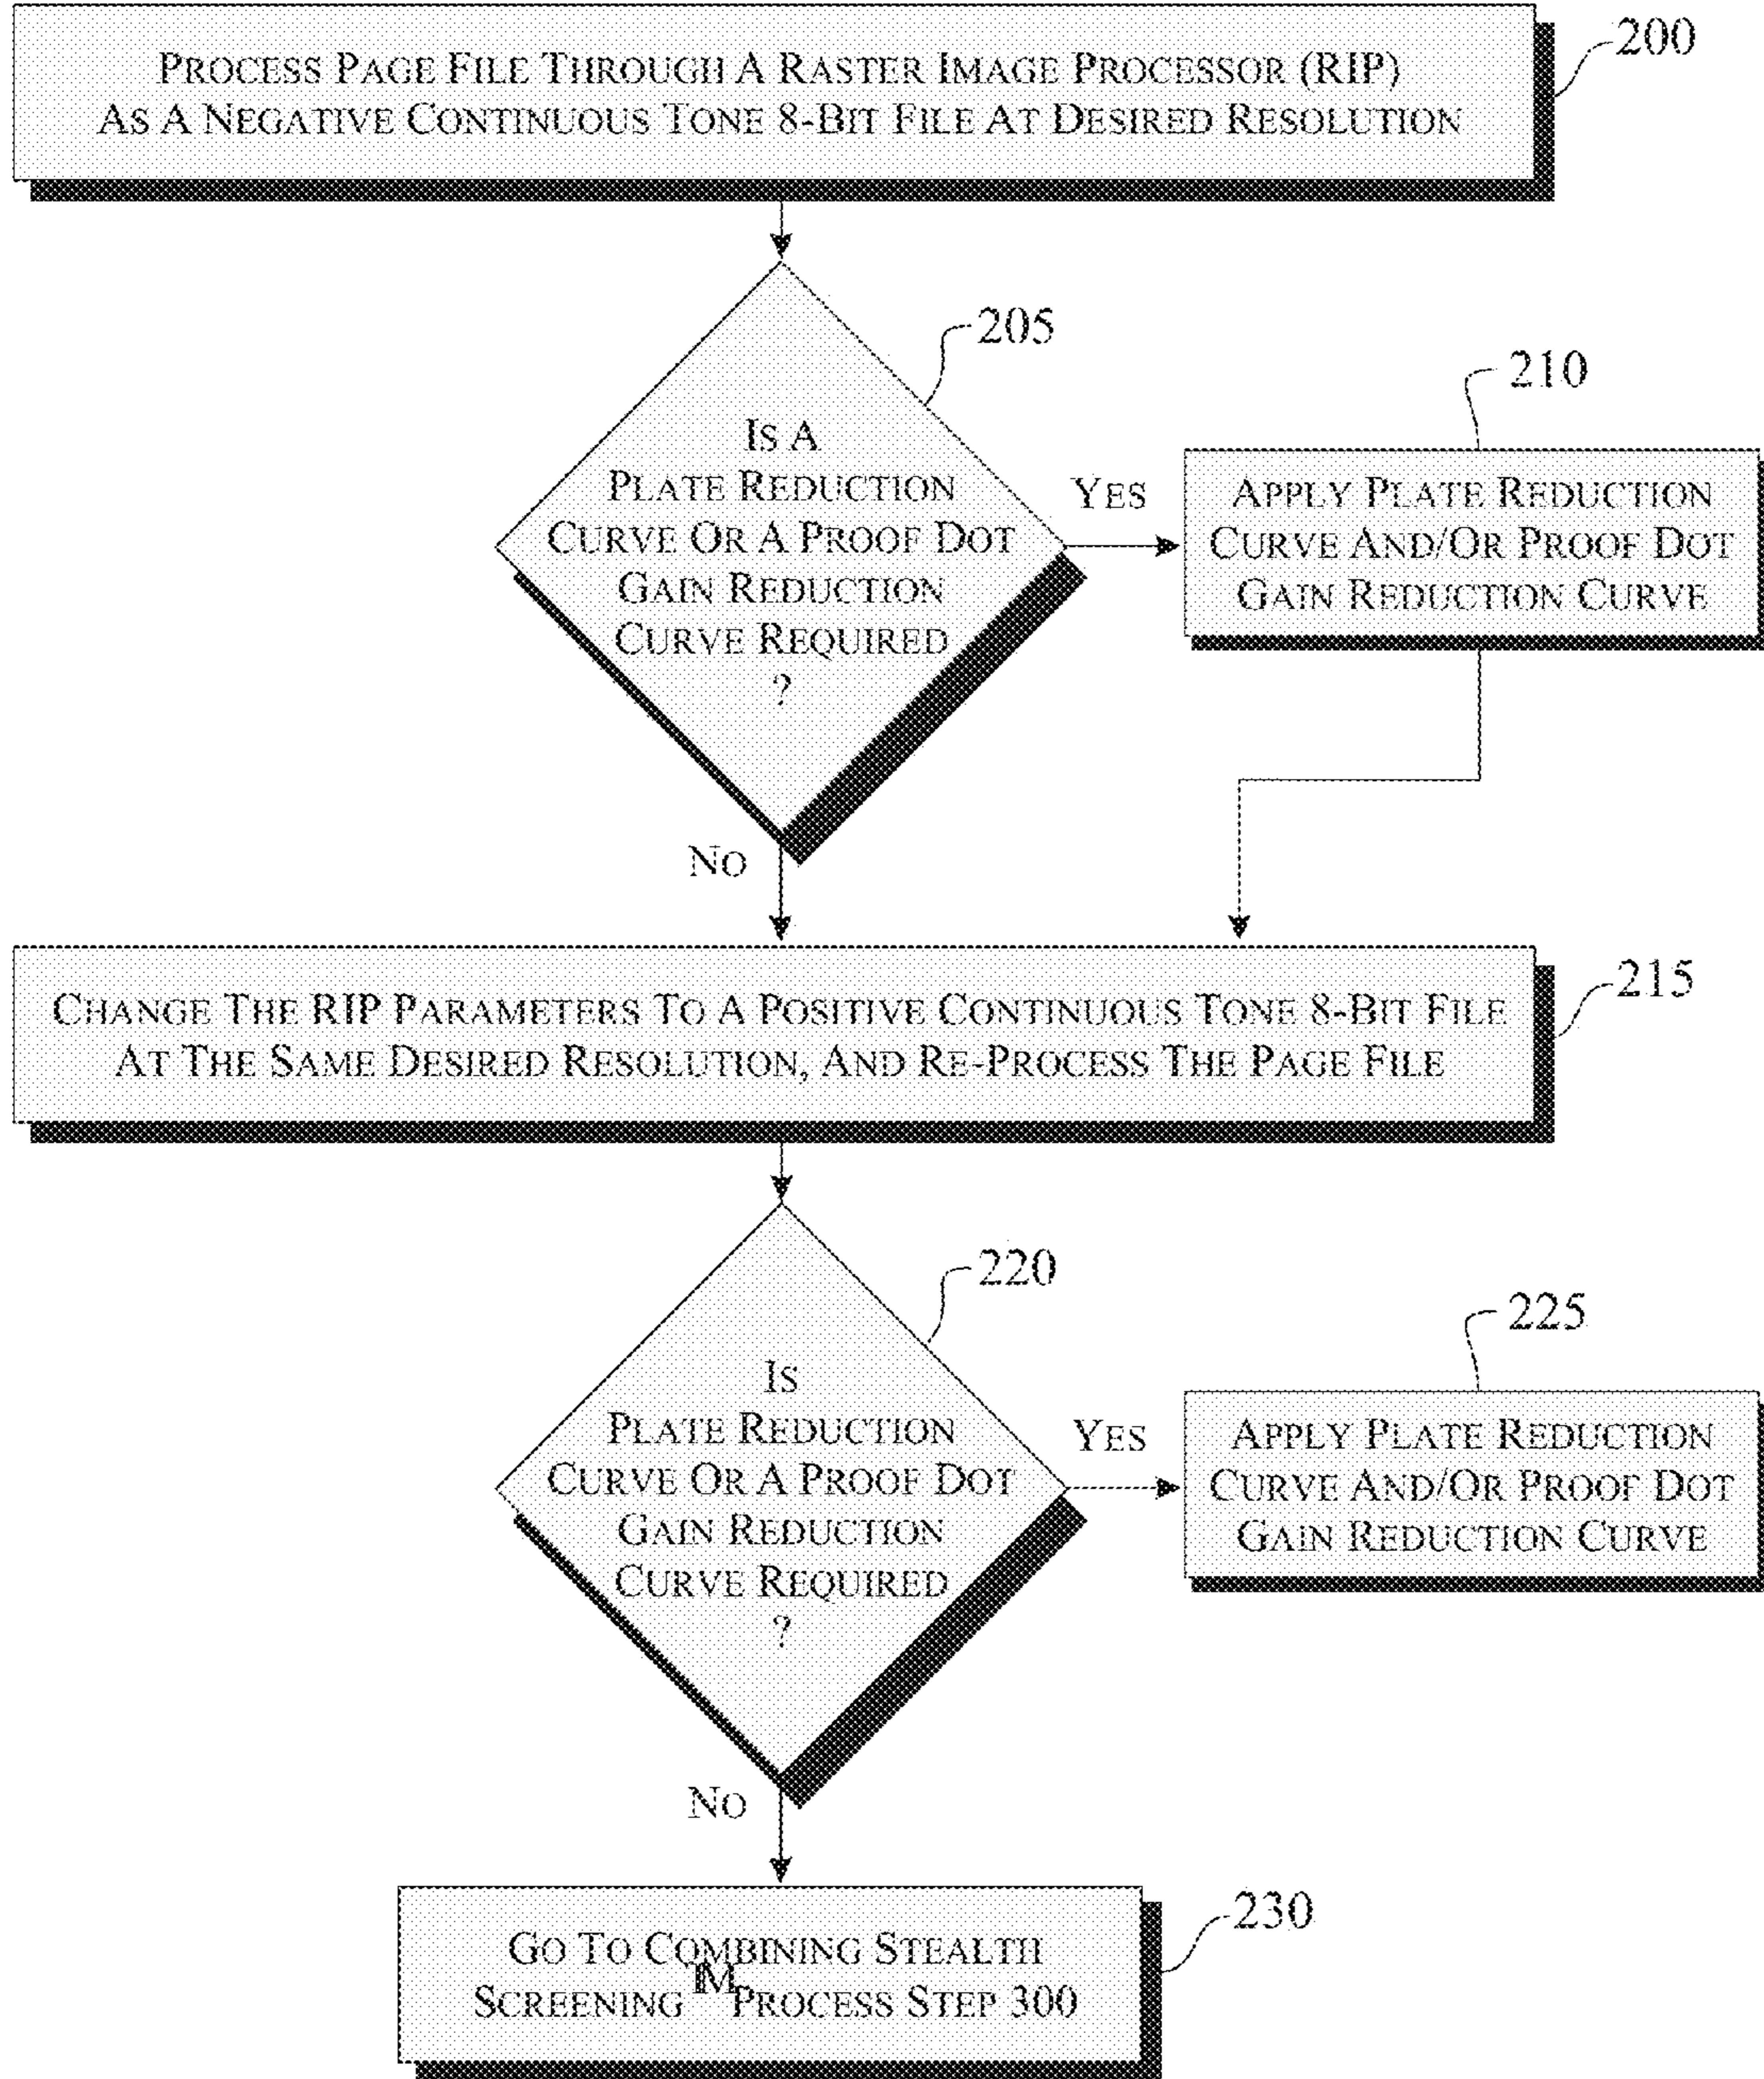 PROCESS PAGE FILE THROUGH A RASTER IMAGE PROCESSOR (RIP)
AS A NEGATIVE CONTINUOUS TONE 8-BIT FILE AT DESIRED RESOLUTION
200
205
IS A
PLATE REDUCTION
CURVE OR A PROOF DOT
GAIN REDUCTION
CURVE REQUIRED
?
YES
210
APPLY PLATE REDUCTION
CURVE AND/OR PROOF DOT
GAIN REDUCTION CURVE
NO
CHANGE THE RIP PARAMETERS TO A POSITIVE CONTINUOUS TONE 8-BIT FILE
AT THE SAME DESIRED RESOLUTION, AND RE-PROCESS THE PAGE FILE
215
220
IS
PLATE REDUCTION
CURVE OR A PROOF DOT
GAIN REDUCTION
CURVE REQUIRED
?
YES
225
APPLY PLATE REDUCTION
CURVE AND/OR PROOF DOT
GAIN REDUCTION CURVE
NO
GO TO COMBINING STEALTH
SCREENING TM PROCESS STEP 300
230